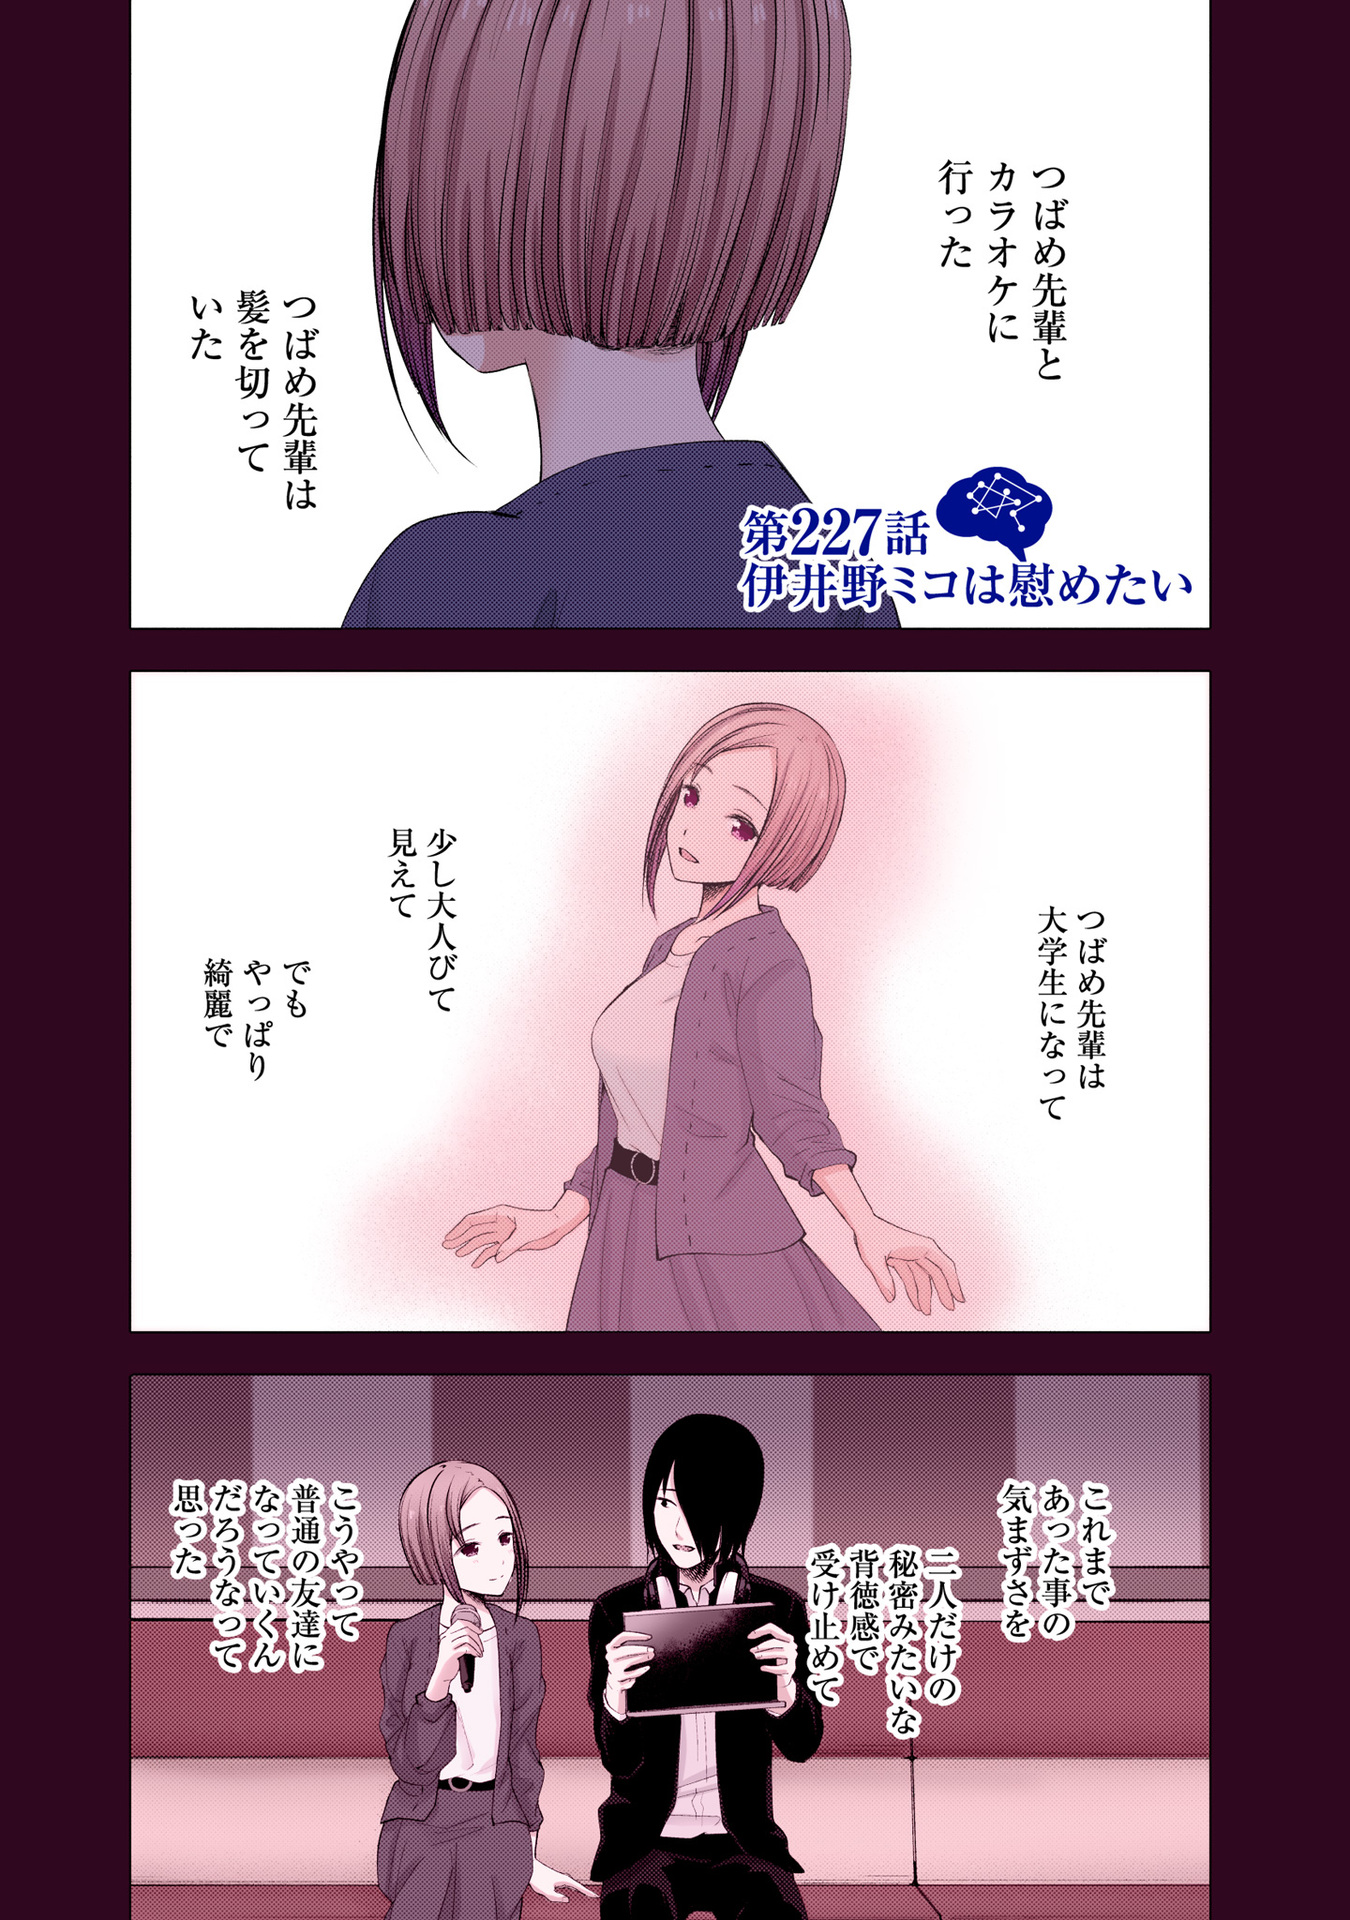 つばめ先輩と
カラオケに
行った
つばめ先輩は
髪を切って
いた
第227話
伊井野ミコは慰めたい
つばめ先輩は
大学生になって
少し大人びて
見えて
でも
やっぱり
綺麗で
これまで
あった事の
気まずさを
二人だけの
秘密みたいな
背徳感で
受け止めて
こうやって
普通の友達に
なっていくん
だろうなって
思った